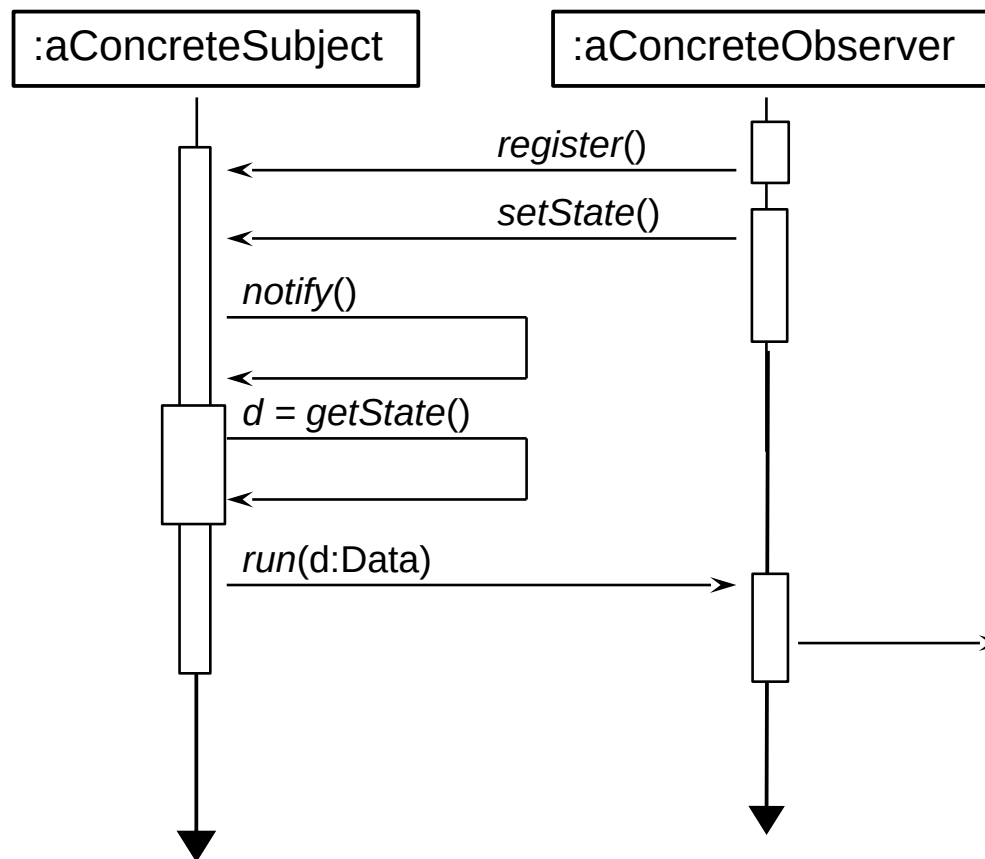 :aConcreteSubject
:aConcreteObserver
register()
setState()
notify()
d = getState()
run(d:Data)